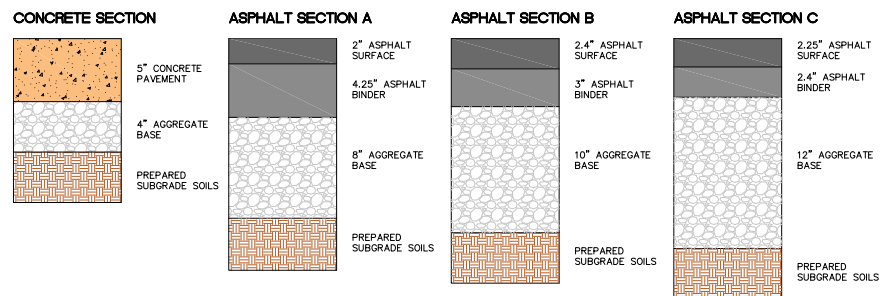 CONCRETE SECTION
5" CONCRETE
PAVEMENT
4" AGGREGATE
BASE
PREPARED
SUBGRADE SOILS
ASPHALT SECTION A
2" ASPHALT
SURFACE
4.25" ASPHALT
BINDER
8" AGGREGATE
BASE
PREPARED
SUBGRADE SOILS
ASPHALT SECTION B
2.4" ASPHALT
SURFACE
3" ASPHALT
BINDER
10" AGGREGATE
BASE
PREPARED
SUBGRADE SOILS
ASPHALT SECTION C
2.25" ASPHALT
SURFACE
2.4" ASPHALT
BINDER
12" AGGREGATE
BASE
PREPARED
SUBGRADE SOILS